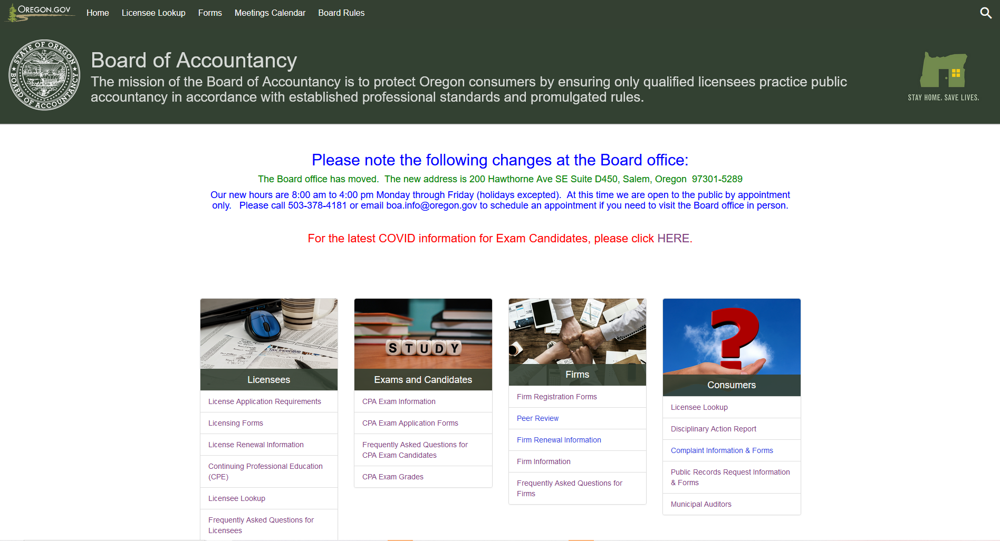 OREGON.GOV
Home
Licensee Lookup
Forms
Meetings Calendar
Board Rules
STATE OF OREGON
BOARD OF ACCOUNTANCY
Board of Accountancy
The mission of the Board of Accountancy is to protect Oregon consumers by ensuring only qualified licensees practice public
accountancy in accordance with established professional standards and promulgated rules.
STAY HOME. SAVE LIVES.
Please note the following changes at the Board office:
The Board office has moved.  The new address is 200 Hawthorne Ave SE Suite D450, Salem, Oregon  97301-5289
Our new hours are 8:00 am to 4:00 pm Monday through Friday (holidays excepted).  At this time we are open to the public by appointment
only.   Please call 503-378-4181 or email boa.info@oregon.gov to schedule an appointment if you need to visit the Board office in person.
For the latest COVID information for Exam Candidates, please click HERE.
Tax Incentive
Licensees
License Application Requirements
Licensing Forms
License Renewal Information
Continuing Professional Education
(CPE)
Licensee Lookup
Frequently Asked Questions for
Licensees
STUDY
Exams and Candidates
CPA Exam Information
CPA Exam Application Forms
Frequently Asked Questions for
CPA Exam Candidates
CPA Exam Grades
Firms
Firm Registration Forms
Peer Review
Firm Renewal Information
Firm Information
Frequently Asked Questions for
Firms
?
Consumers
Licensee Lookup
Disciplinary Action Report
Complaint Information & Forms
Public Records Request Information
& Forms
Municipal Auditors